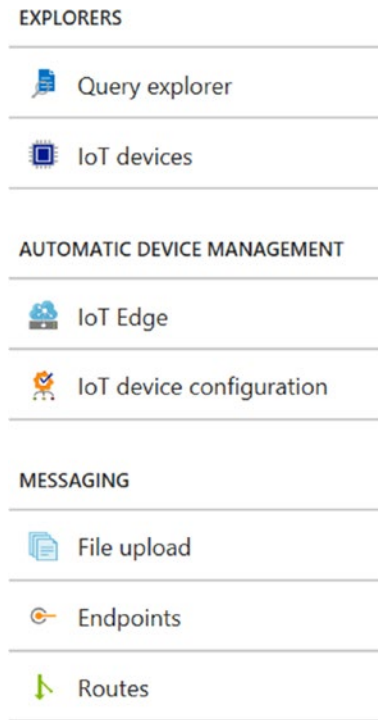 EXPLORERS
Query explorer
IoT devices
AUTOMATIC DEVICE MANAGEMENT
IoT Edge
IoT device configuration
MESSAGING
File upload
Endpoints
Routes